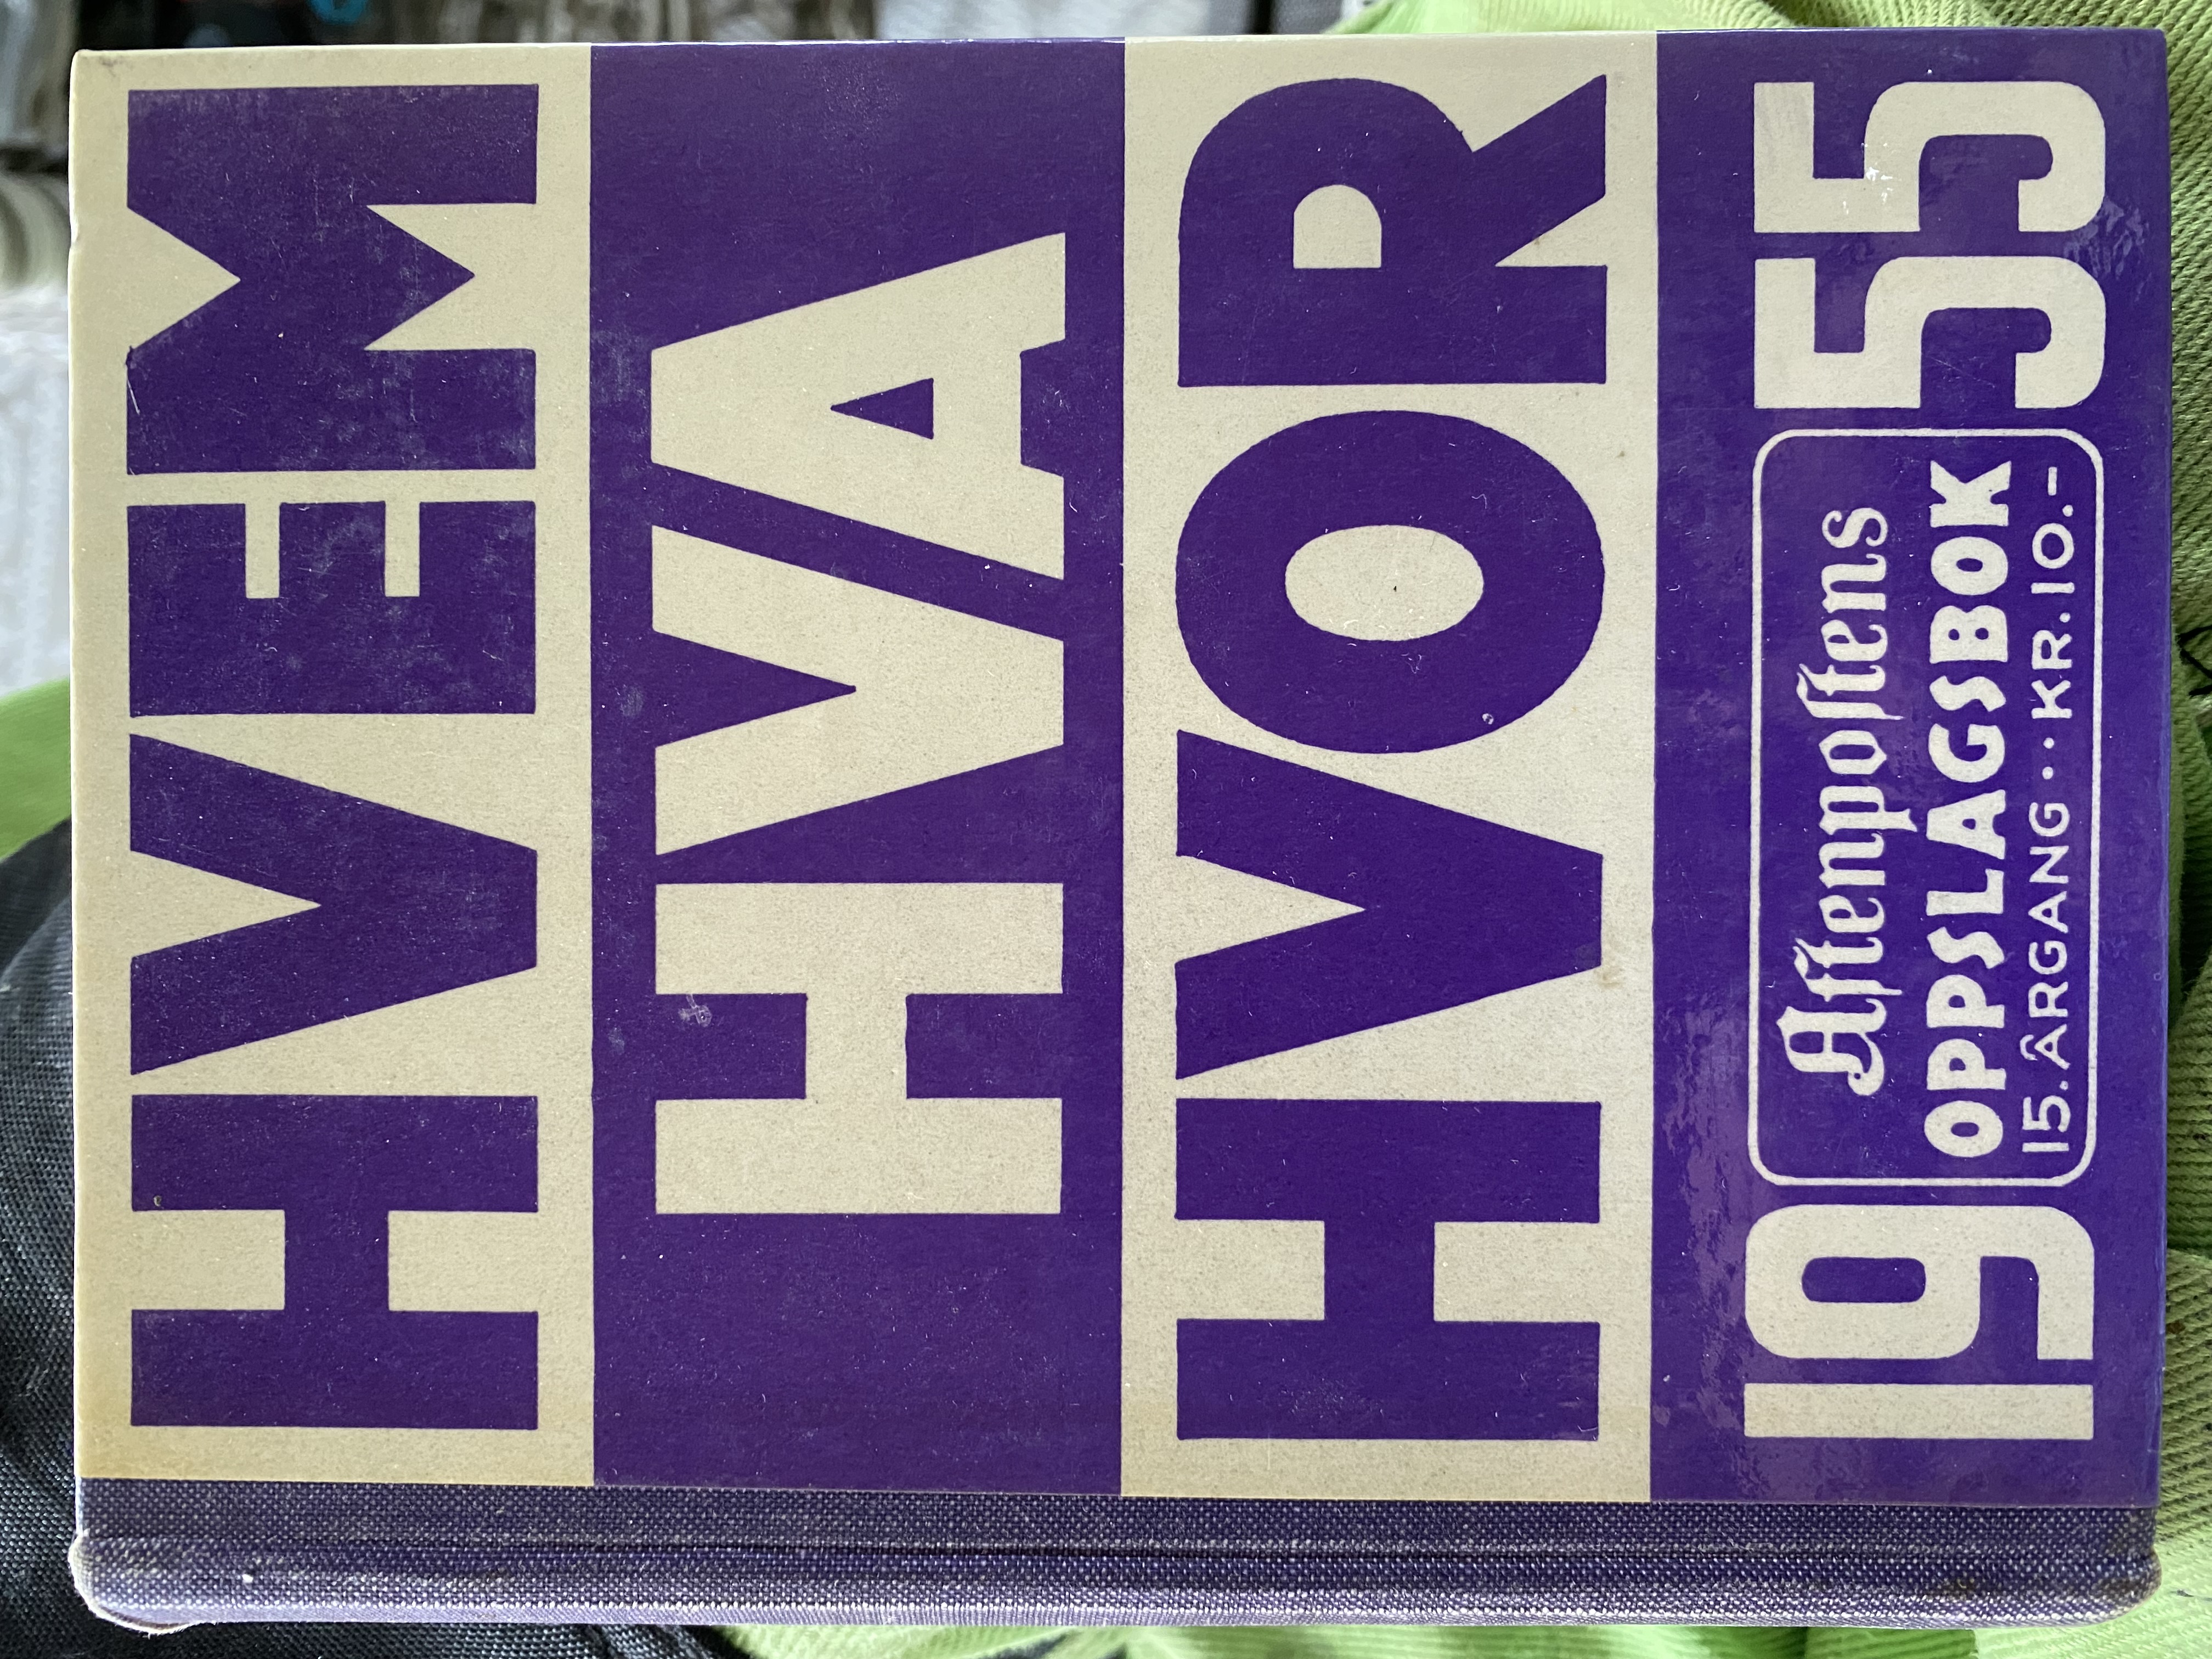 HVEM
HVA
HVOR
1955
Aftenpostens
OPPSLAGSBOK
15. ÅRGANG ·· KR. 10.-